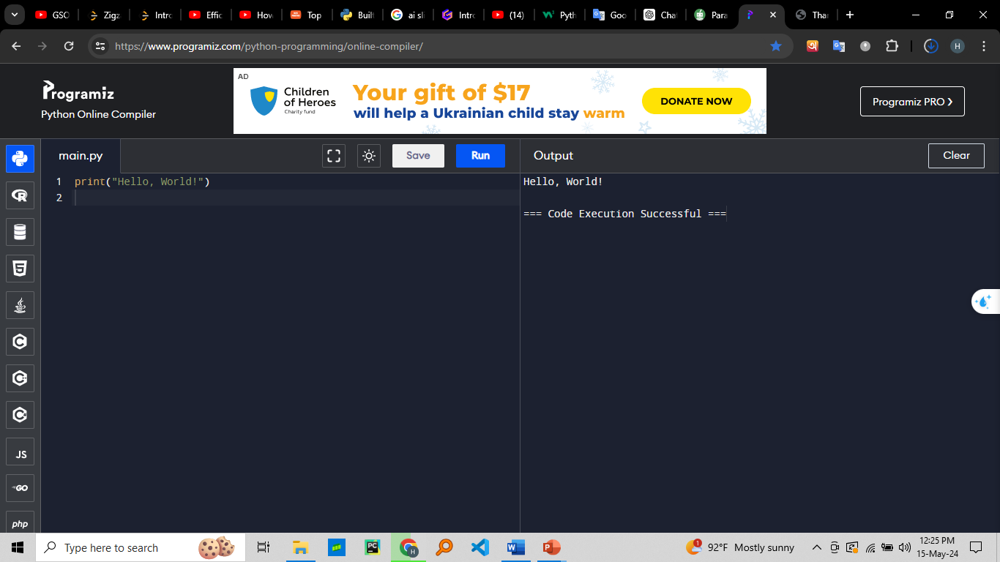 GSO
Zigz
Intro
Effic
How
Top
Built
ai sli
Intro
(14)
Pyth
Goo
Cha
Para
Thar
https://www.programiz.com/python-programming/online-compiler/
H
AD
Programiz
Python Online Compiler
Children
of Heroes
Charity fund
Your gift of $17
will help a Ukrainian child stay warm
DONATE NOW
Programiz PRO ❯
main.py
Save
Run
Output
Clear
1 print("Hello, World!")
2
Hello, World!
=== Code Execution Successful ===
R
5
C
C
C
JS
GO
php
Type here to search
PC
H
W
P
1
92°F Mostly sunny
12:25 PM
15-May-24